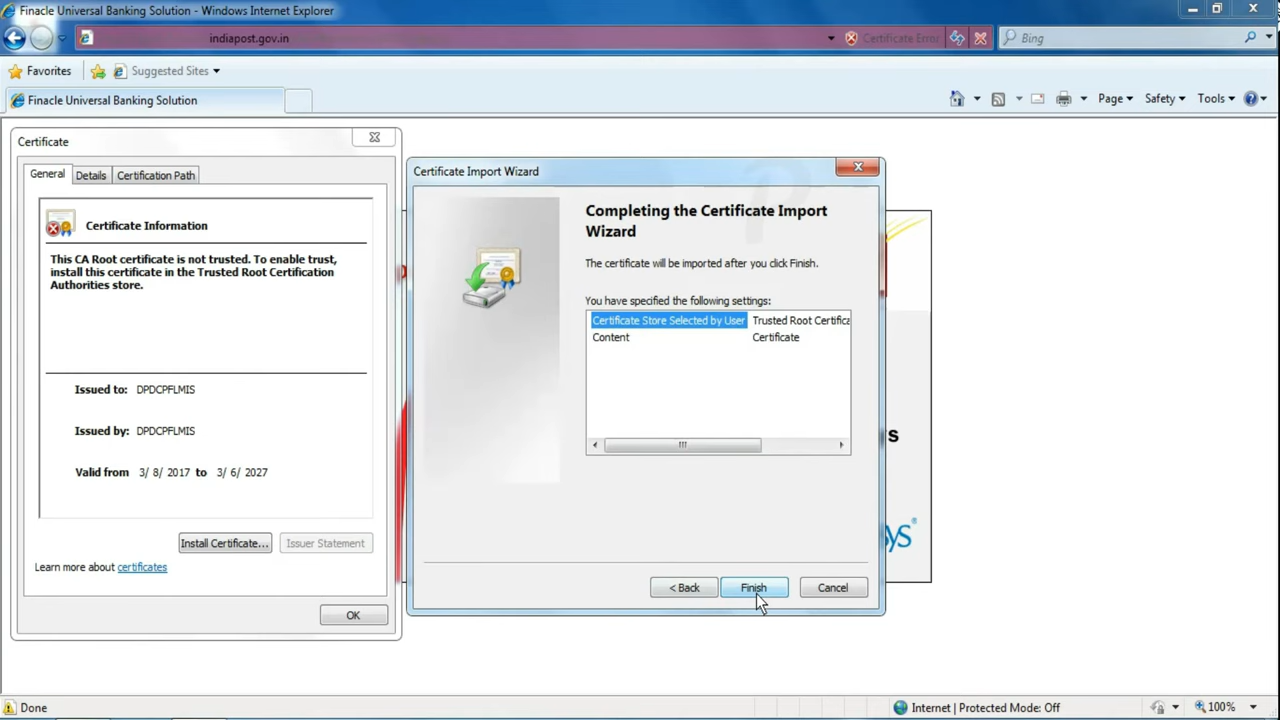 Finacle Universal Banking Solution - Windows Internet Explorer
indiapost.gov.in
Certificate Error
Bing
Favorites
Suggested Sites
Finacle Universal Banking Solution
Page
Safety
Tools
Certificate
General
Details
Certification Path
Certificate Information
This CA Root certificate is not trusted. To enable trust,
install this certificate in the Trusted Root Certification
Authorities store.
Issued to: DPDCPFLMIS
Issued by: DPDCPFLMIS
Valid from 3/ 8/ 2017 to 3/ 6/ 2027
Install Certificate...
Issuer Statement
Learn more about certificates
OK
Certificate Import Wizard
Completing the Certificate Import
Wizard
The certificate will be imported after you click Finish.
You have specified the following settings:
Certificate Store Selected by User Trusted Root Certifica
Content Certificate
< Back
Finish
Cancel
s
sys®
Done
Internet | Protected Mode: Off
100%